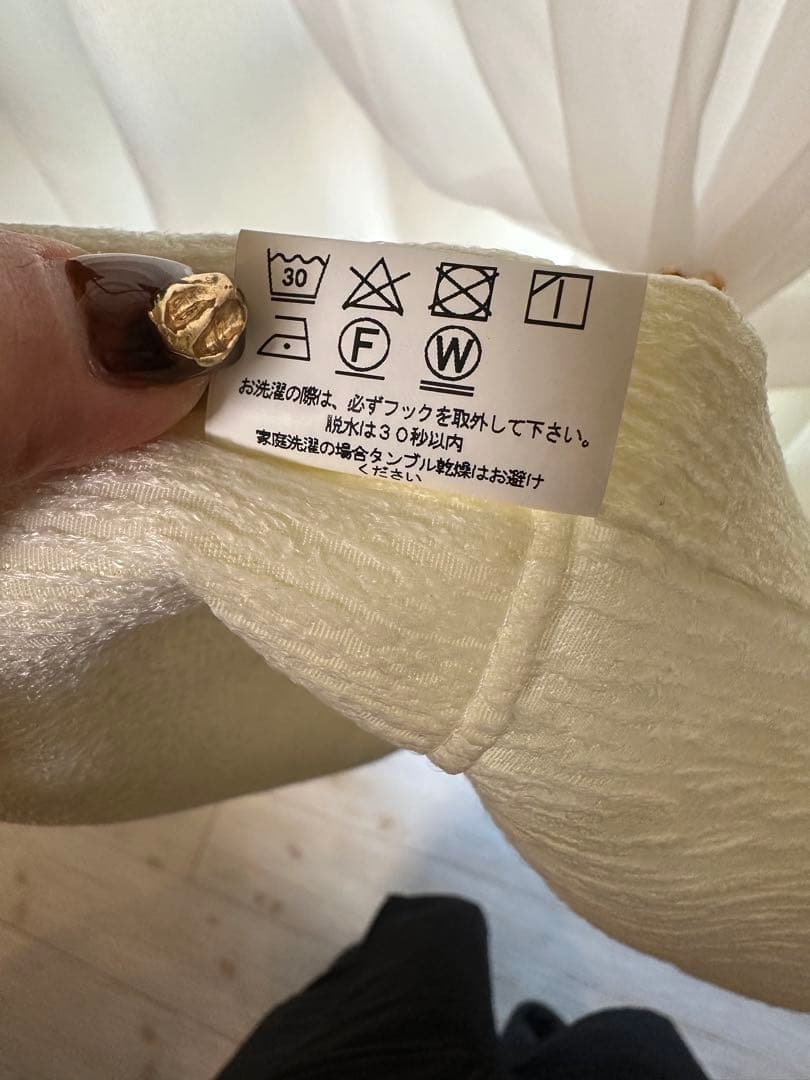 30
F W
お洗濯の際は、必ずフックを取外して下さい。
脱水は30秒以内
家庭洗濯の場合タンブル乾燥はお避け
ください